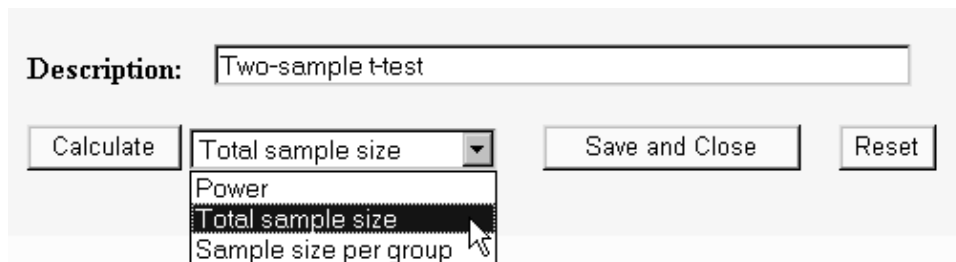 Description: Two-sample t-test
Calculate Total sample size Save and Close Reset
Power
Total sample size
Sample size per group